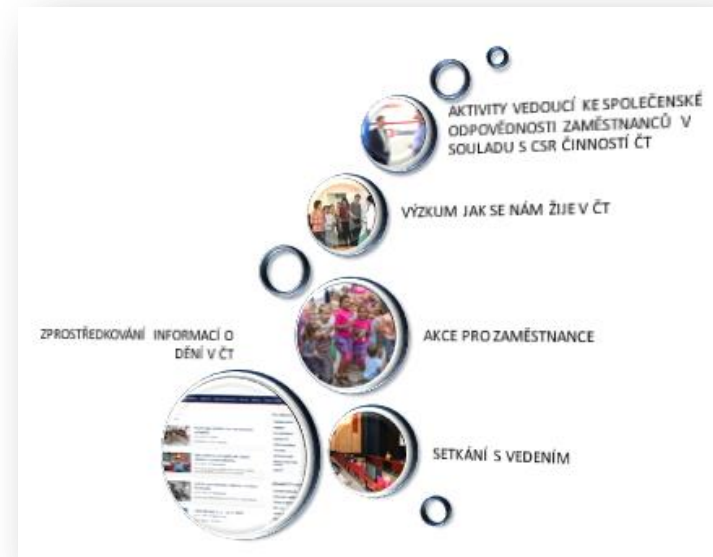 AKTIVITY VEDOUCÍ KE SPOLEČENSKÉ
ODPOVĚDNOSTI ZAMĚSTNANCŮ V
SOULADU S CSR ČINNOSTÍ ČT
VÝZKUM JAK SE NÁM ŽIJE V ČT
ZPROSTŘEDKOVÁNÍ INFORMACÍ O
DĚNÍ V ČT
AKCE PRO ZAMĚSTNANCE
SETKÁNÍ S VEDENÍM